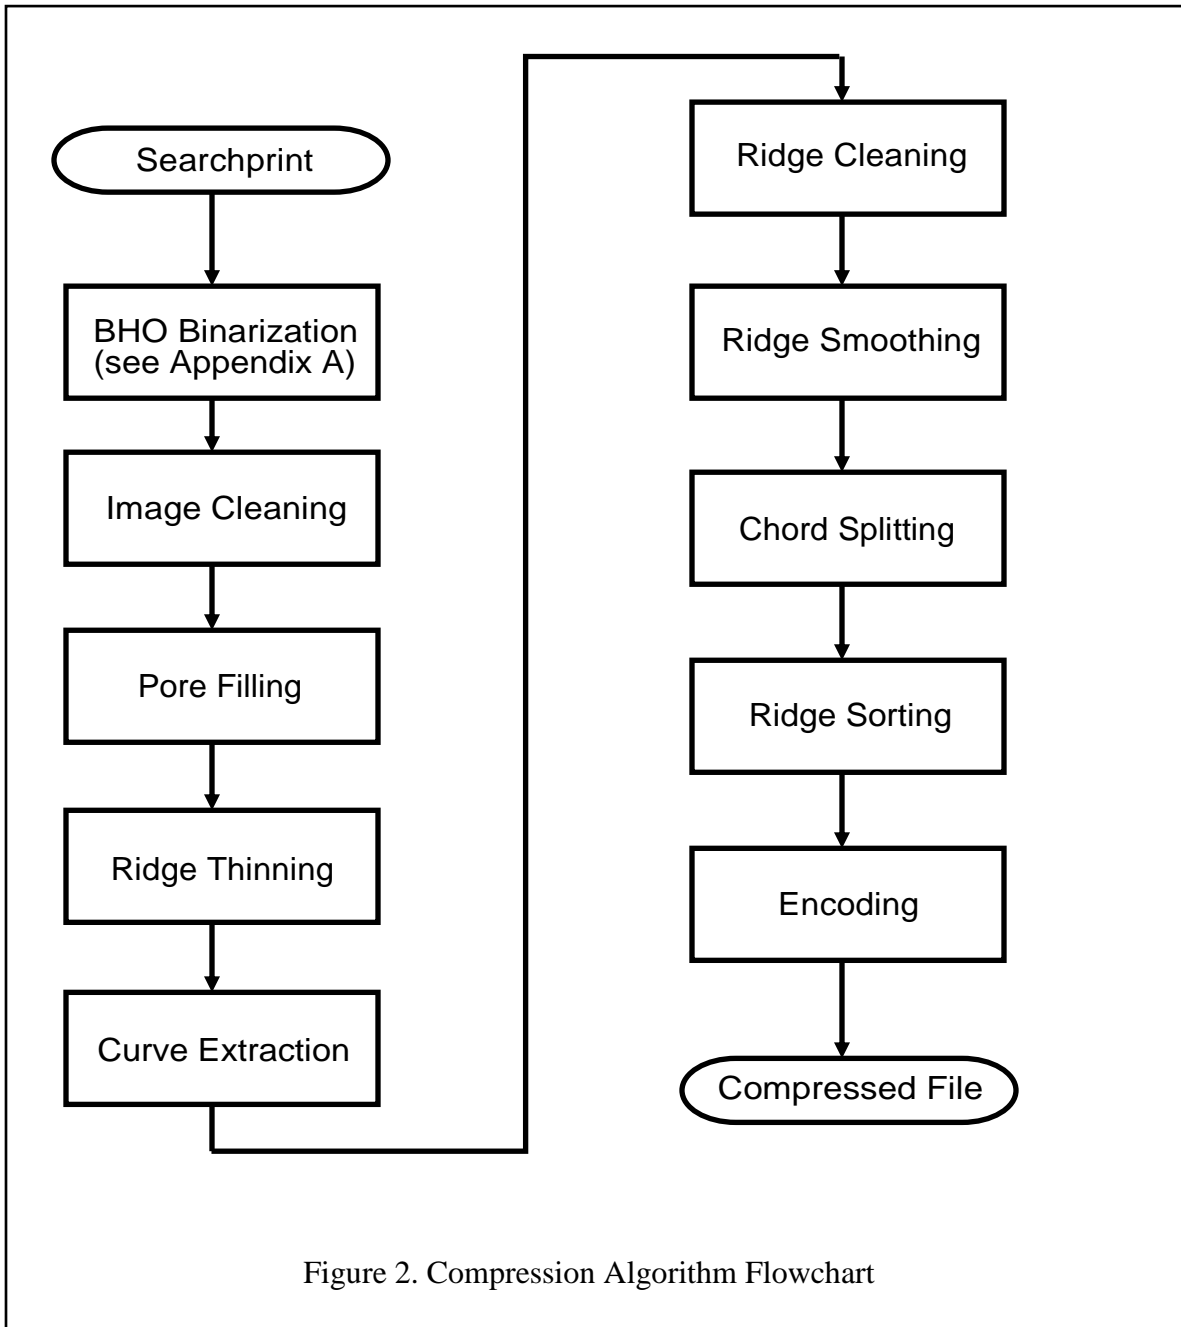 Searchprint
BHO Binarization
(see Appendix A)
Image Cleaning
Pore Filling
Ridge Thinning
Curve Extraction
Ridge Cleaning
Ridge Smoothing
Chord Splitting
Ridge Sorting
Encoding
Compressed File
Figure 2. Compression Algorithm Flowchart